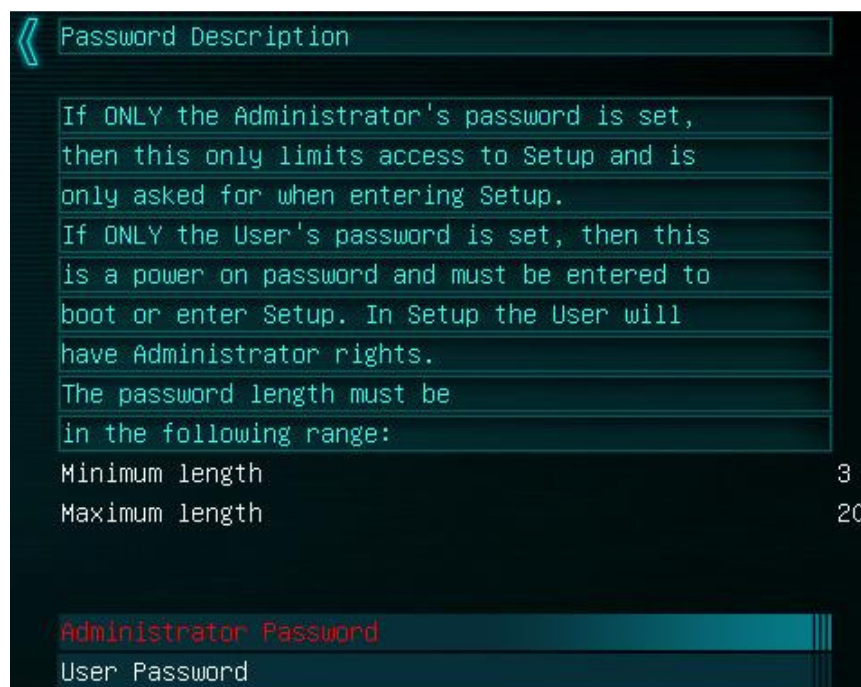 Password Description
If ONLY the Administrator's password is set,
then this only limits access to Setup and is
only asked for when entering Setup.
If ONLY the User's password is set, then this
is a power on password and must be entered to
boot or enter Setup. In Setup the User will
have Administrator rights.
The password length must be
in the following range:
Minimum length 3
Maximum length 20
Administrator Password
User Password